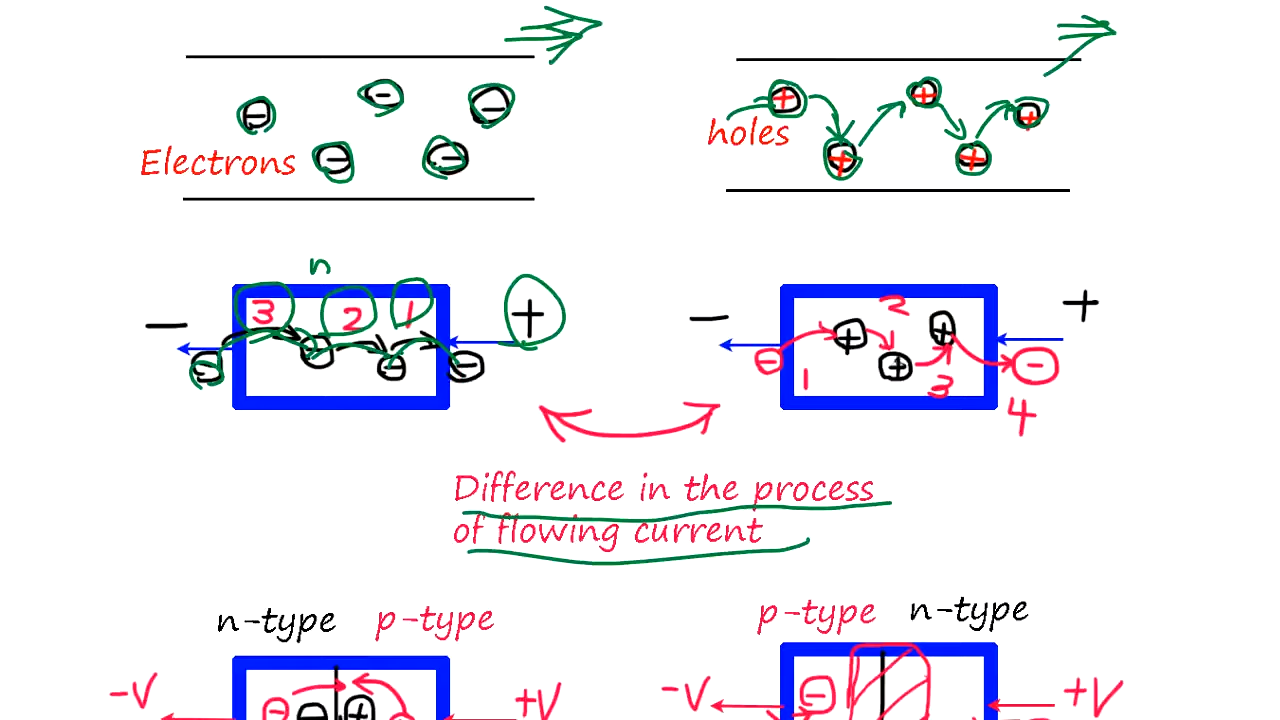 Electrons
holes
n
3 2 1
− +
− +
2
1 3
4
Difference in the process
of flowing current
n-type p-type
p-type n-type
-V +V
-V +V